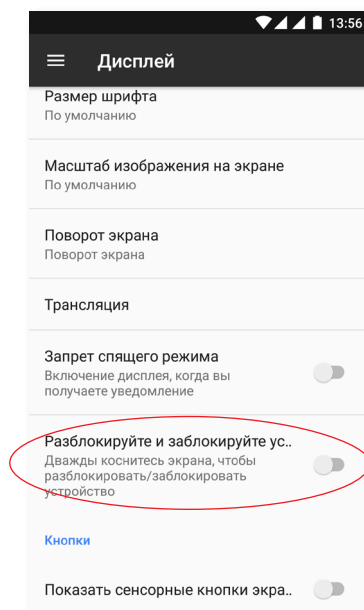 13:56
Дисплей
Размер шрифта
По умолчанию
Масштаб изображения на экране
По умолчанию
Поворот экрана
Поворот экрана
Трансляция
Запрет спящего режима
Включение дисплея, когда вы
получаете уведомление
Разблокируйте и заблокируйте ус..
Дважды коснитесь экрана, чтобы
разблокировать/заблокировать
устройство
Кнопки
Показать сенсорные кнопки экра..